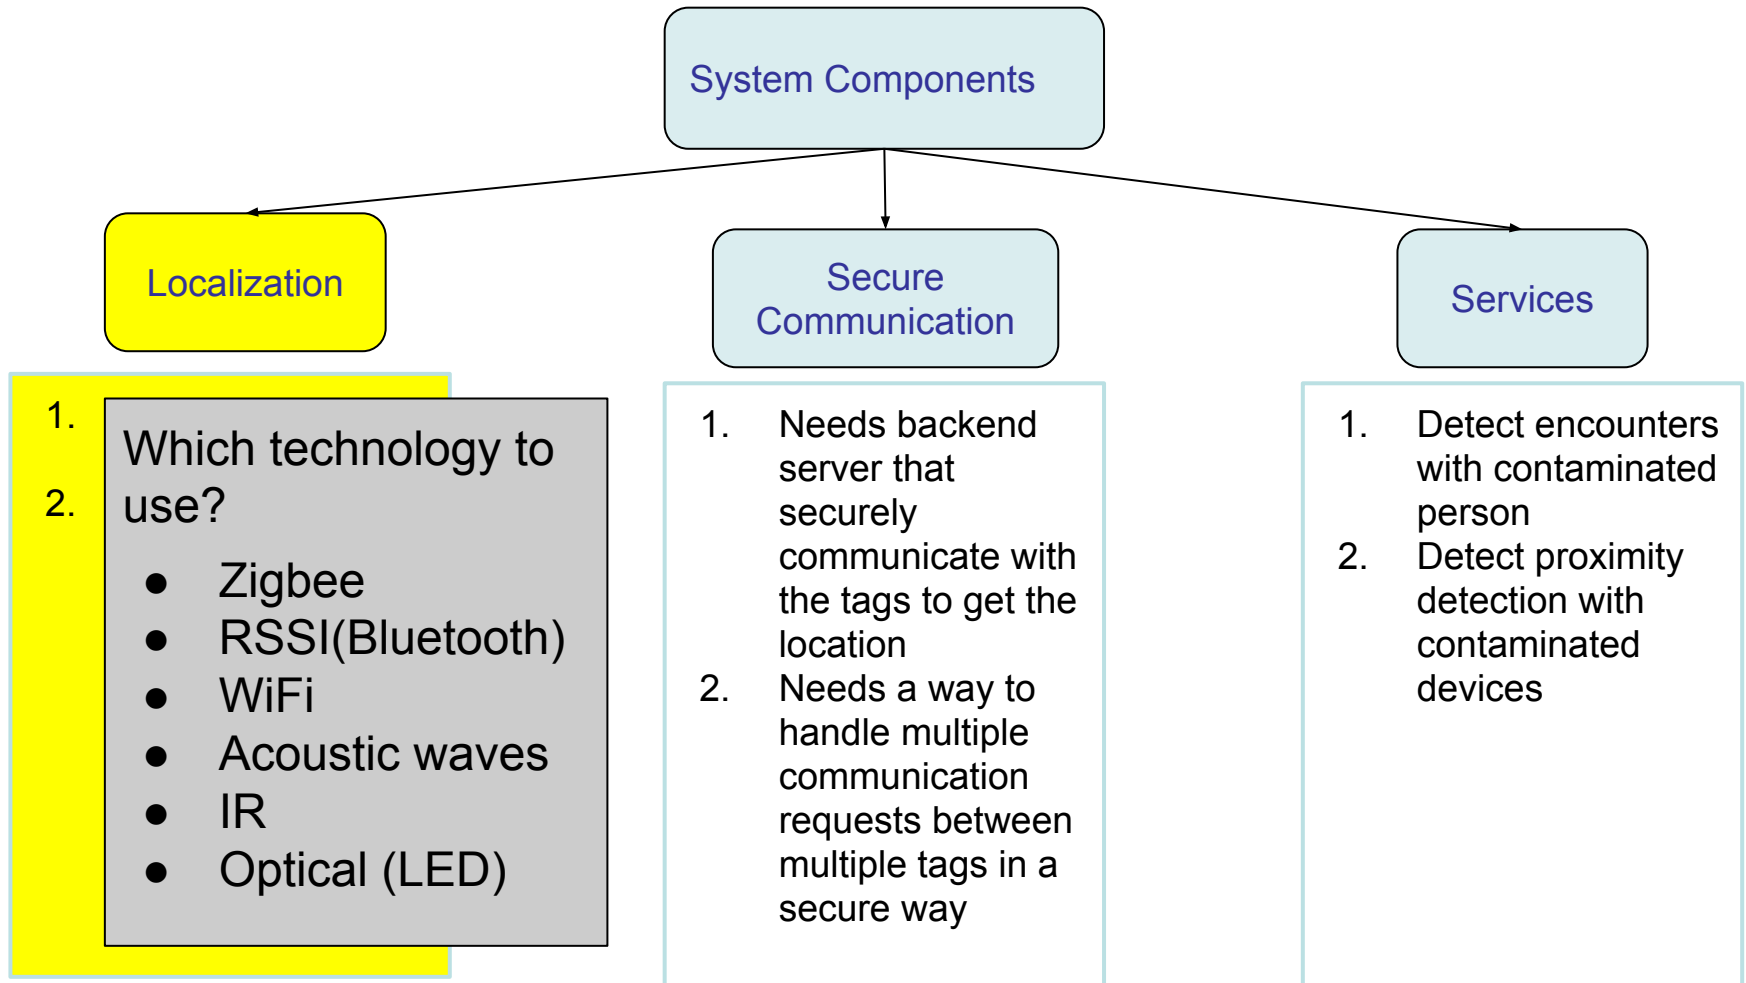 System Components
Localization
Secure
Communication
Services
1.
2.
Which technology to
use?
● Zigbee
● RSSI(Bluetooth)
● WiFi
● Acoustic waves
● IR
● Optical (LED)
1. Needs backend
server that
securely
communicate with
the tags to get the
location
2. Needs a way to
handle multiple
communication
requests between
multiple tags in a
secure way
1. Detect encounters
with contaminated
person
2. Detect proximity
detection with
contaminated
devices